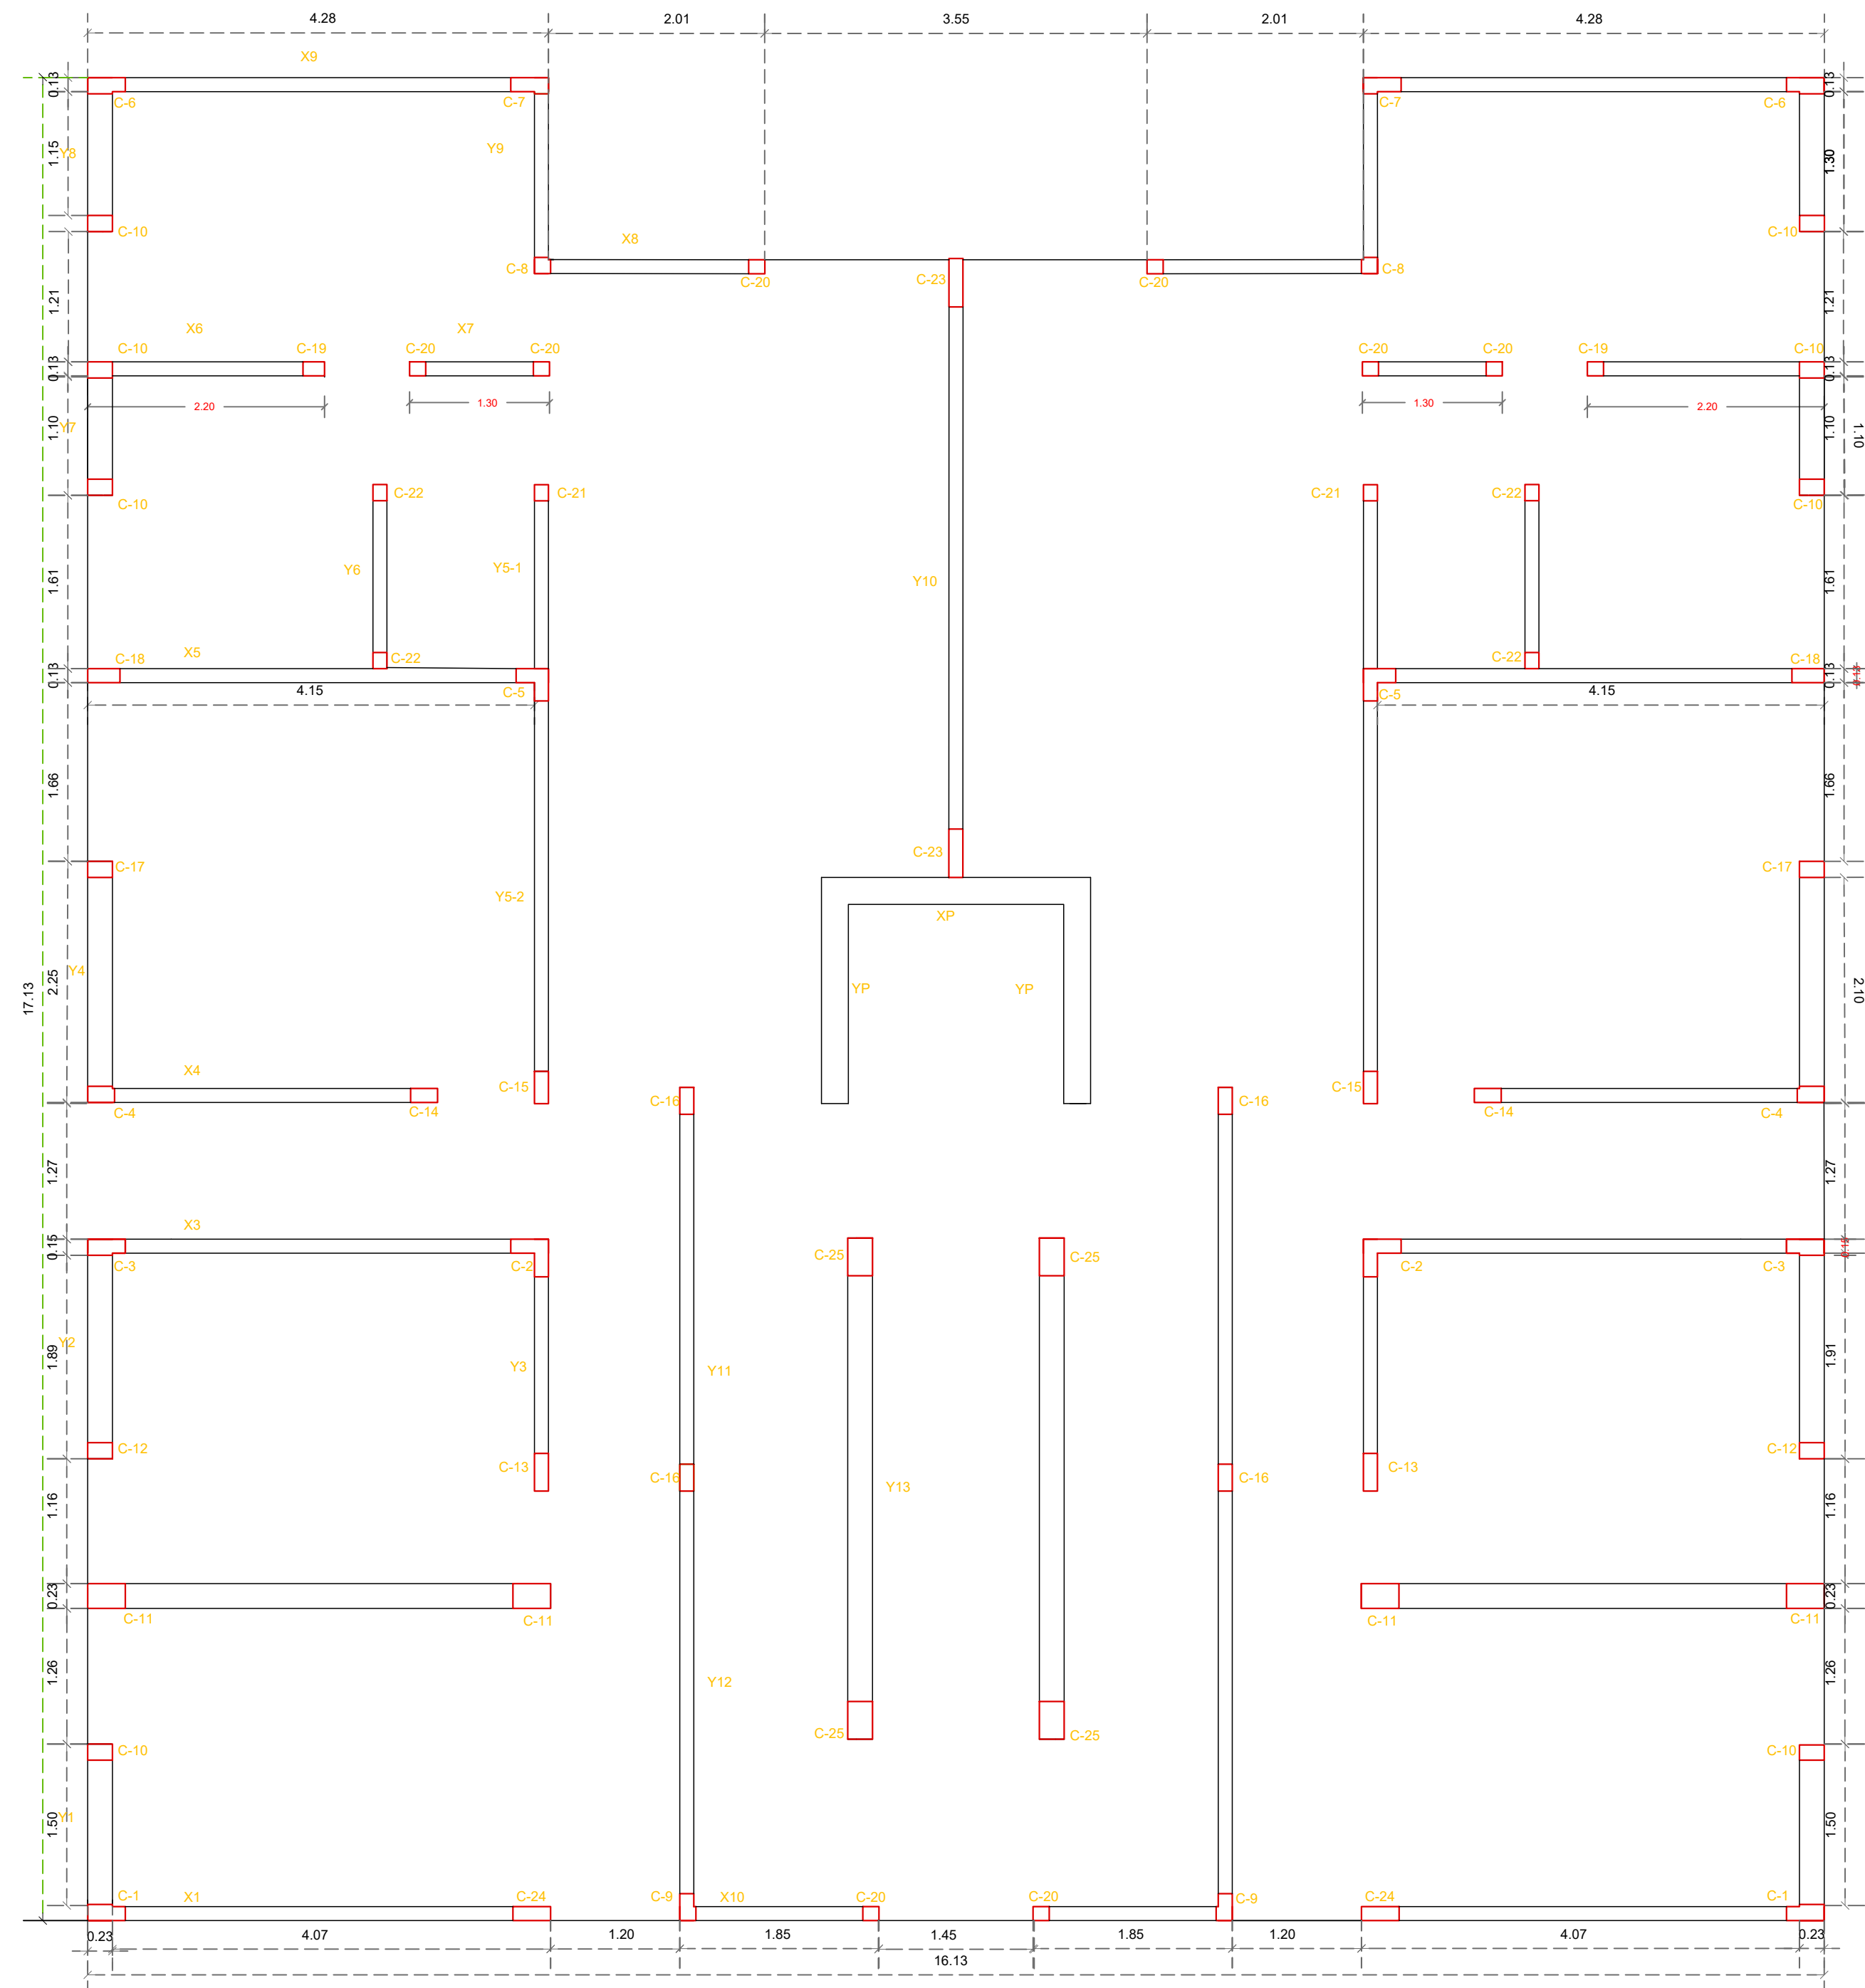 4.28 2.01 3.55 2.01 4.28
X9
0.13 C-6 C-7 C-7 C-6 0.13
Y8 1.15 Y9 1.30
C-10 C-10
X8
C-8 C-20 C-23 C-20 C-8
1.21 1.21
X6 X7
C-10 C-19 C-20 C-20 C-20 C-20 C-19 C-10
0.13 0.13
2.20 1.30 1.30 2.20
Y7 1.10 1.10 1.10
C-10 C-22 C-21 C-21 C-22 C-10
1.61 Y6 Y5-1 Y10 1.61
C-18 X5 C-22 C-22 C-18
0.13 4.15 C-5 C-5 4.15 0.13
1.66 1.66
C-17 C-23 C-17
Y5-2 XP
17.13 2.25 Y4 YP YP 2.10
X4
C-4 C-14 C-15 C-16 C-16 C-15 C-14 C-4
1.27 1.27
X3
0.15 C-3 C-2 C-25 C-25 C-2 C-3
Y2 1.89 Y3 Y11 1.91
C-12 C-13 C-16 Y13 C-16 C-13 C-12
1.16 1.16
0.23 0.23
C-11 C-11 C-11 C-11
1.26 Y12 1.26
C-10 C-25 C-25 C-10
Y1 1.50 1.50
C-1 X1 C-24 C-9 X10 C-20 C-20 C-9 C-24 C-1
0.23 4.07 1.20 1.85 1.45 1.85 1.20 4.07 0.23
16.13